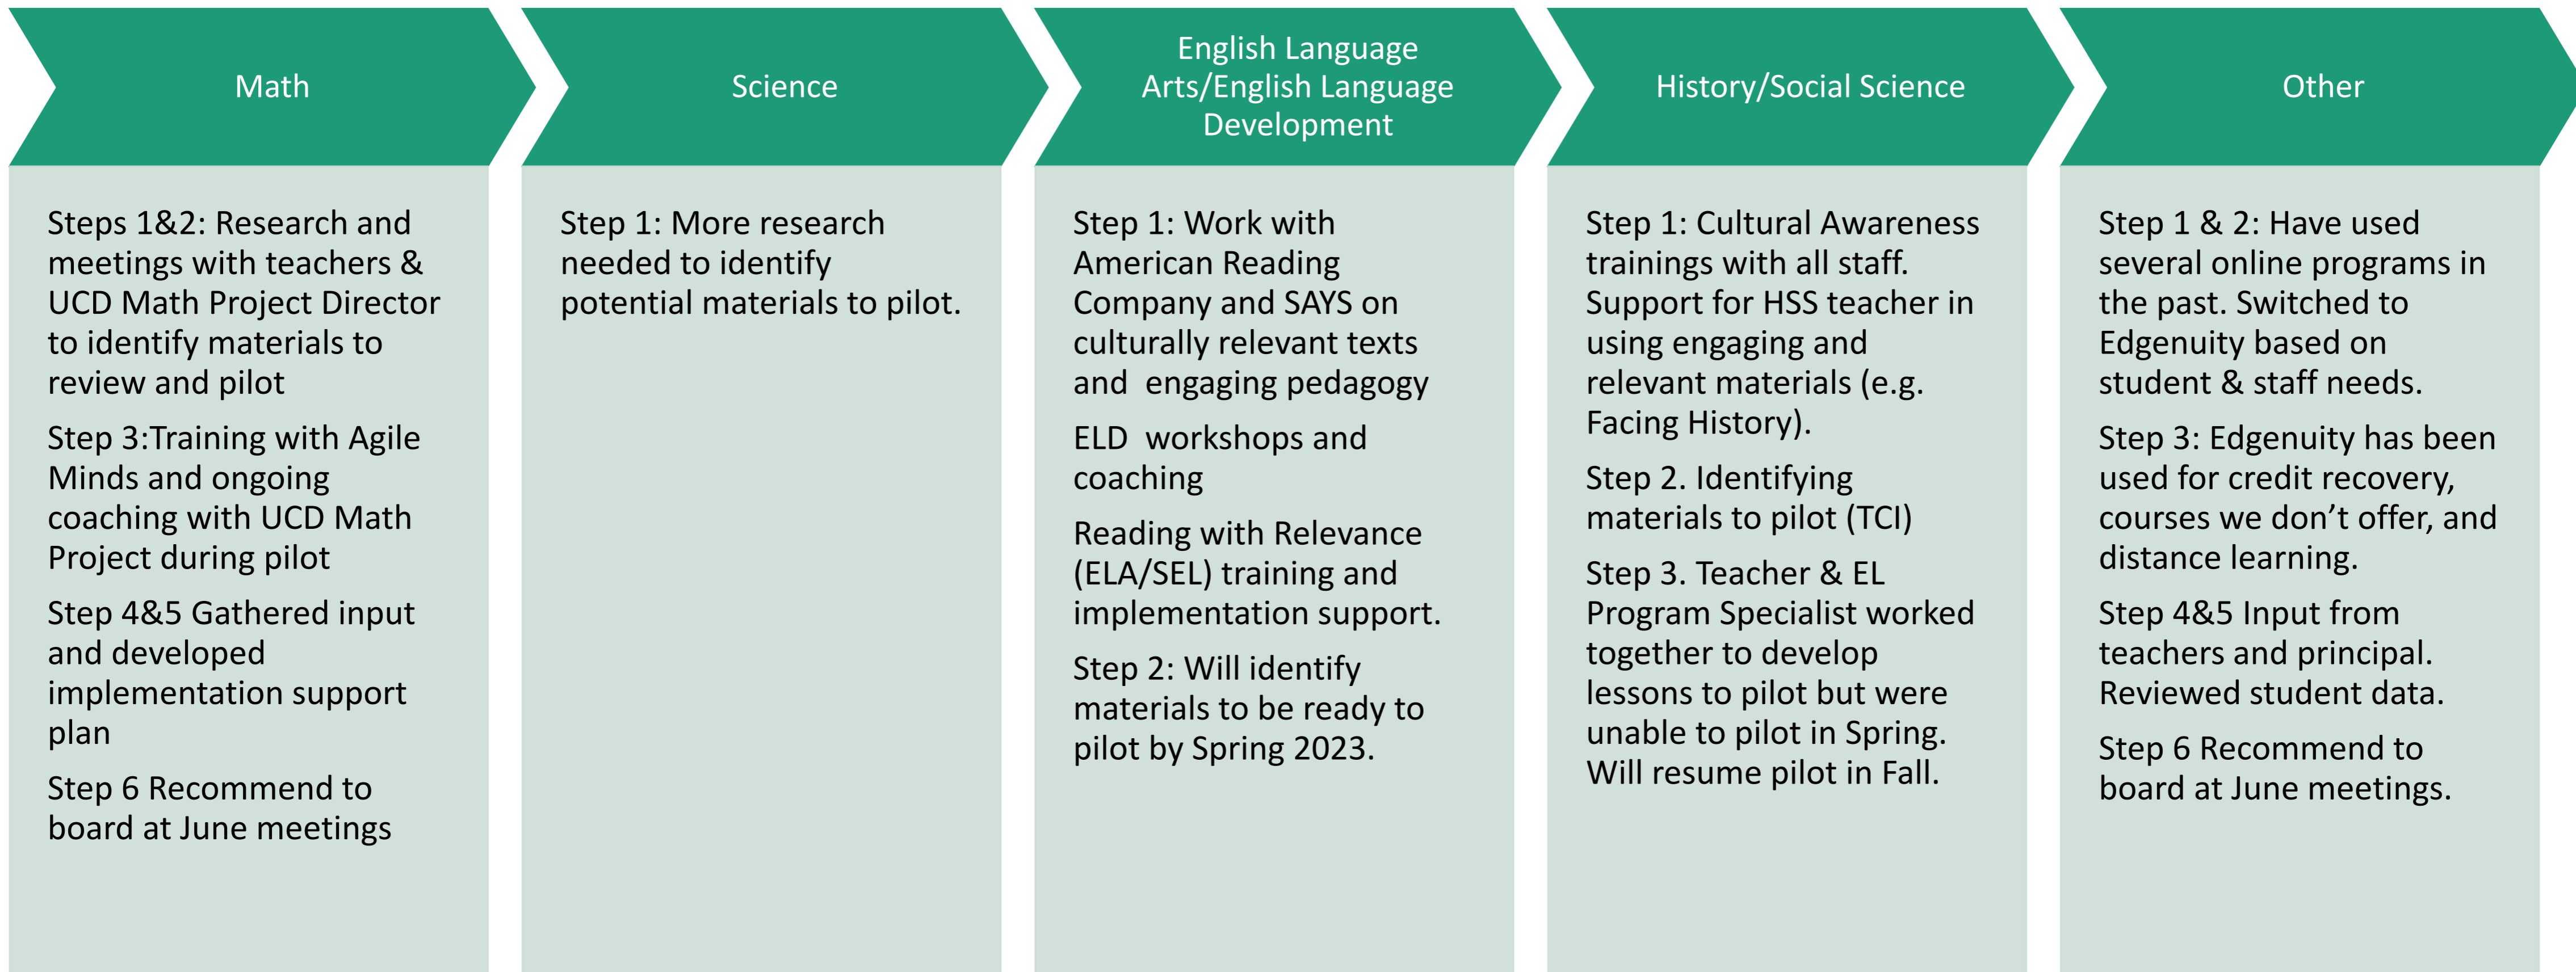 Math
Steps 1&2: Research and
meetings with teachers &
UCD Math Project Director
to identify materials to
review and pilot
Step 3:Training with Agile
Minds and ongoing
coaching with UCD Math
Project during pilot
Step 4&5 Gathered input
and developed
implementation support
plan
Step 6 Recommend to
board at June meetings
Science
Step 1: More research
needed to identify
potential materials to pilot.
English Language
Arts/English Language
Development
Step 1: Work with
American Reading
Company and SAYS on
culturally relevant texts
and  engaging pedagogy
ELD  workshops and
coaching
Reading with Relevance
(ELA/SEL) training and
implementation support.
Step 2: Will identify
materials to be ready to
pilot by Spring 2023.
History/Social Science
Step 1: Cultural Awareness
trainings with all staff.
Support for HSS teacher in
using engaging and
relevant materials (e.g.
Facing History).
Step 2. Identifying
materials to pilot (TCI)
Step 3. Teacher & EL
Program Specialist worked
together to develop
lessons to pilot but were
unable to pilot in Spring.
Will resume pilot in Fall.
Other
Step 1 & 2: Have used
several online programs in
the past. Switched to
Edgenuity based on
student & staff needs.
Step 3: Edgenuity has been
used for credit recovery,
courses we don’t offer, and
distance learning.
Step 4&5 Input from
teachers and principal.
Reviewed student data.
Step 6 Recommend to
board at June meetings.